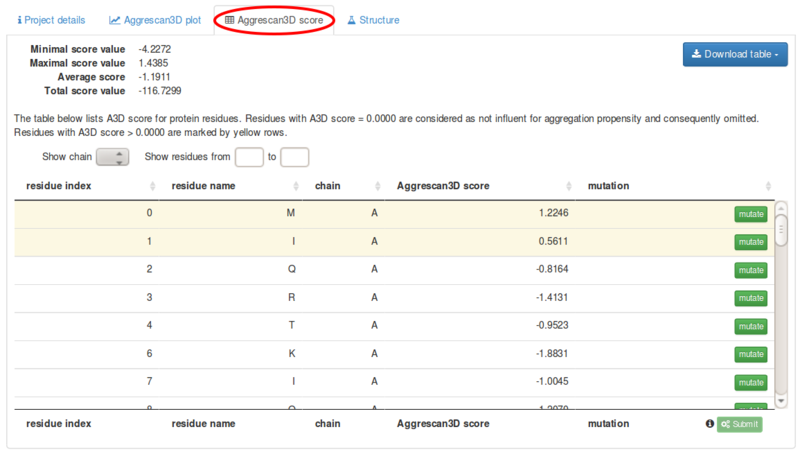 Project details Aggrescan3D plot Aggrescan3D score Structure
Minimal score value -4.2272
Maximal score value 1.4385
Average score -1.1911
Total score value -116.7299
Download table
The table below lists A3D score for protein residues. Residues with A3D score = 0.0000 are considered as not influent for aggregation propensity and consequently omitted.
Residues with A3D score > 0.0000 are marked by yellow rows.
Show chain Show residues from to
residue index residue name chain Aggrescan3D score mutation
0 M A 1.2246 mutate
1 I A 0.5611 mutate
2 Q A -0.8164 mutate
3 R A -1.4131 mutate
4 T A -0.9523 mutate
6 K A -1.8831 mutate
7 I A -1.0045 mutate
residue index residue name chain Aggrescan3D score mutation Submit